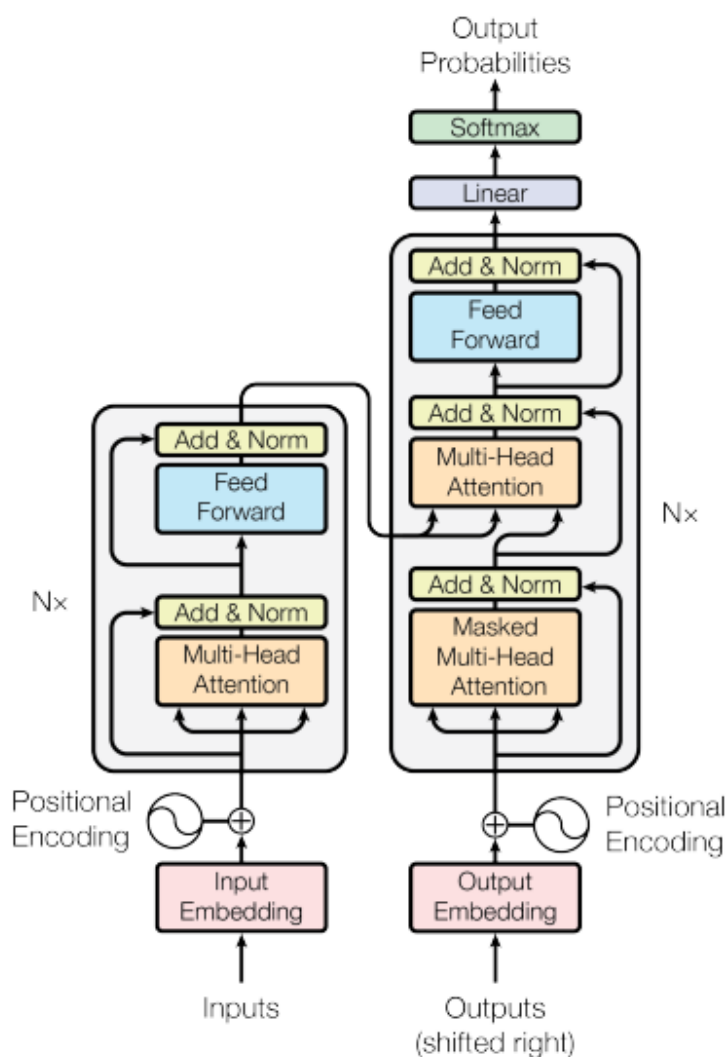 Output
Probabilities
Softmax
Linear
Add & Norm
Feed
Forward
Add & Norm
Multi-Head
Attention
Nx
Add & Norm
Masked
Multi-Head
Attention
Add & Norm
Feed
Forward
Nx
Add & Norm
Multi-Head
Attention
Positional
Encoding
Positional
Encoding
Input
Embedding
Output
Embedding
Inputs
Outputs
(shifted right)